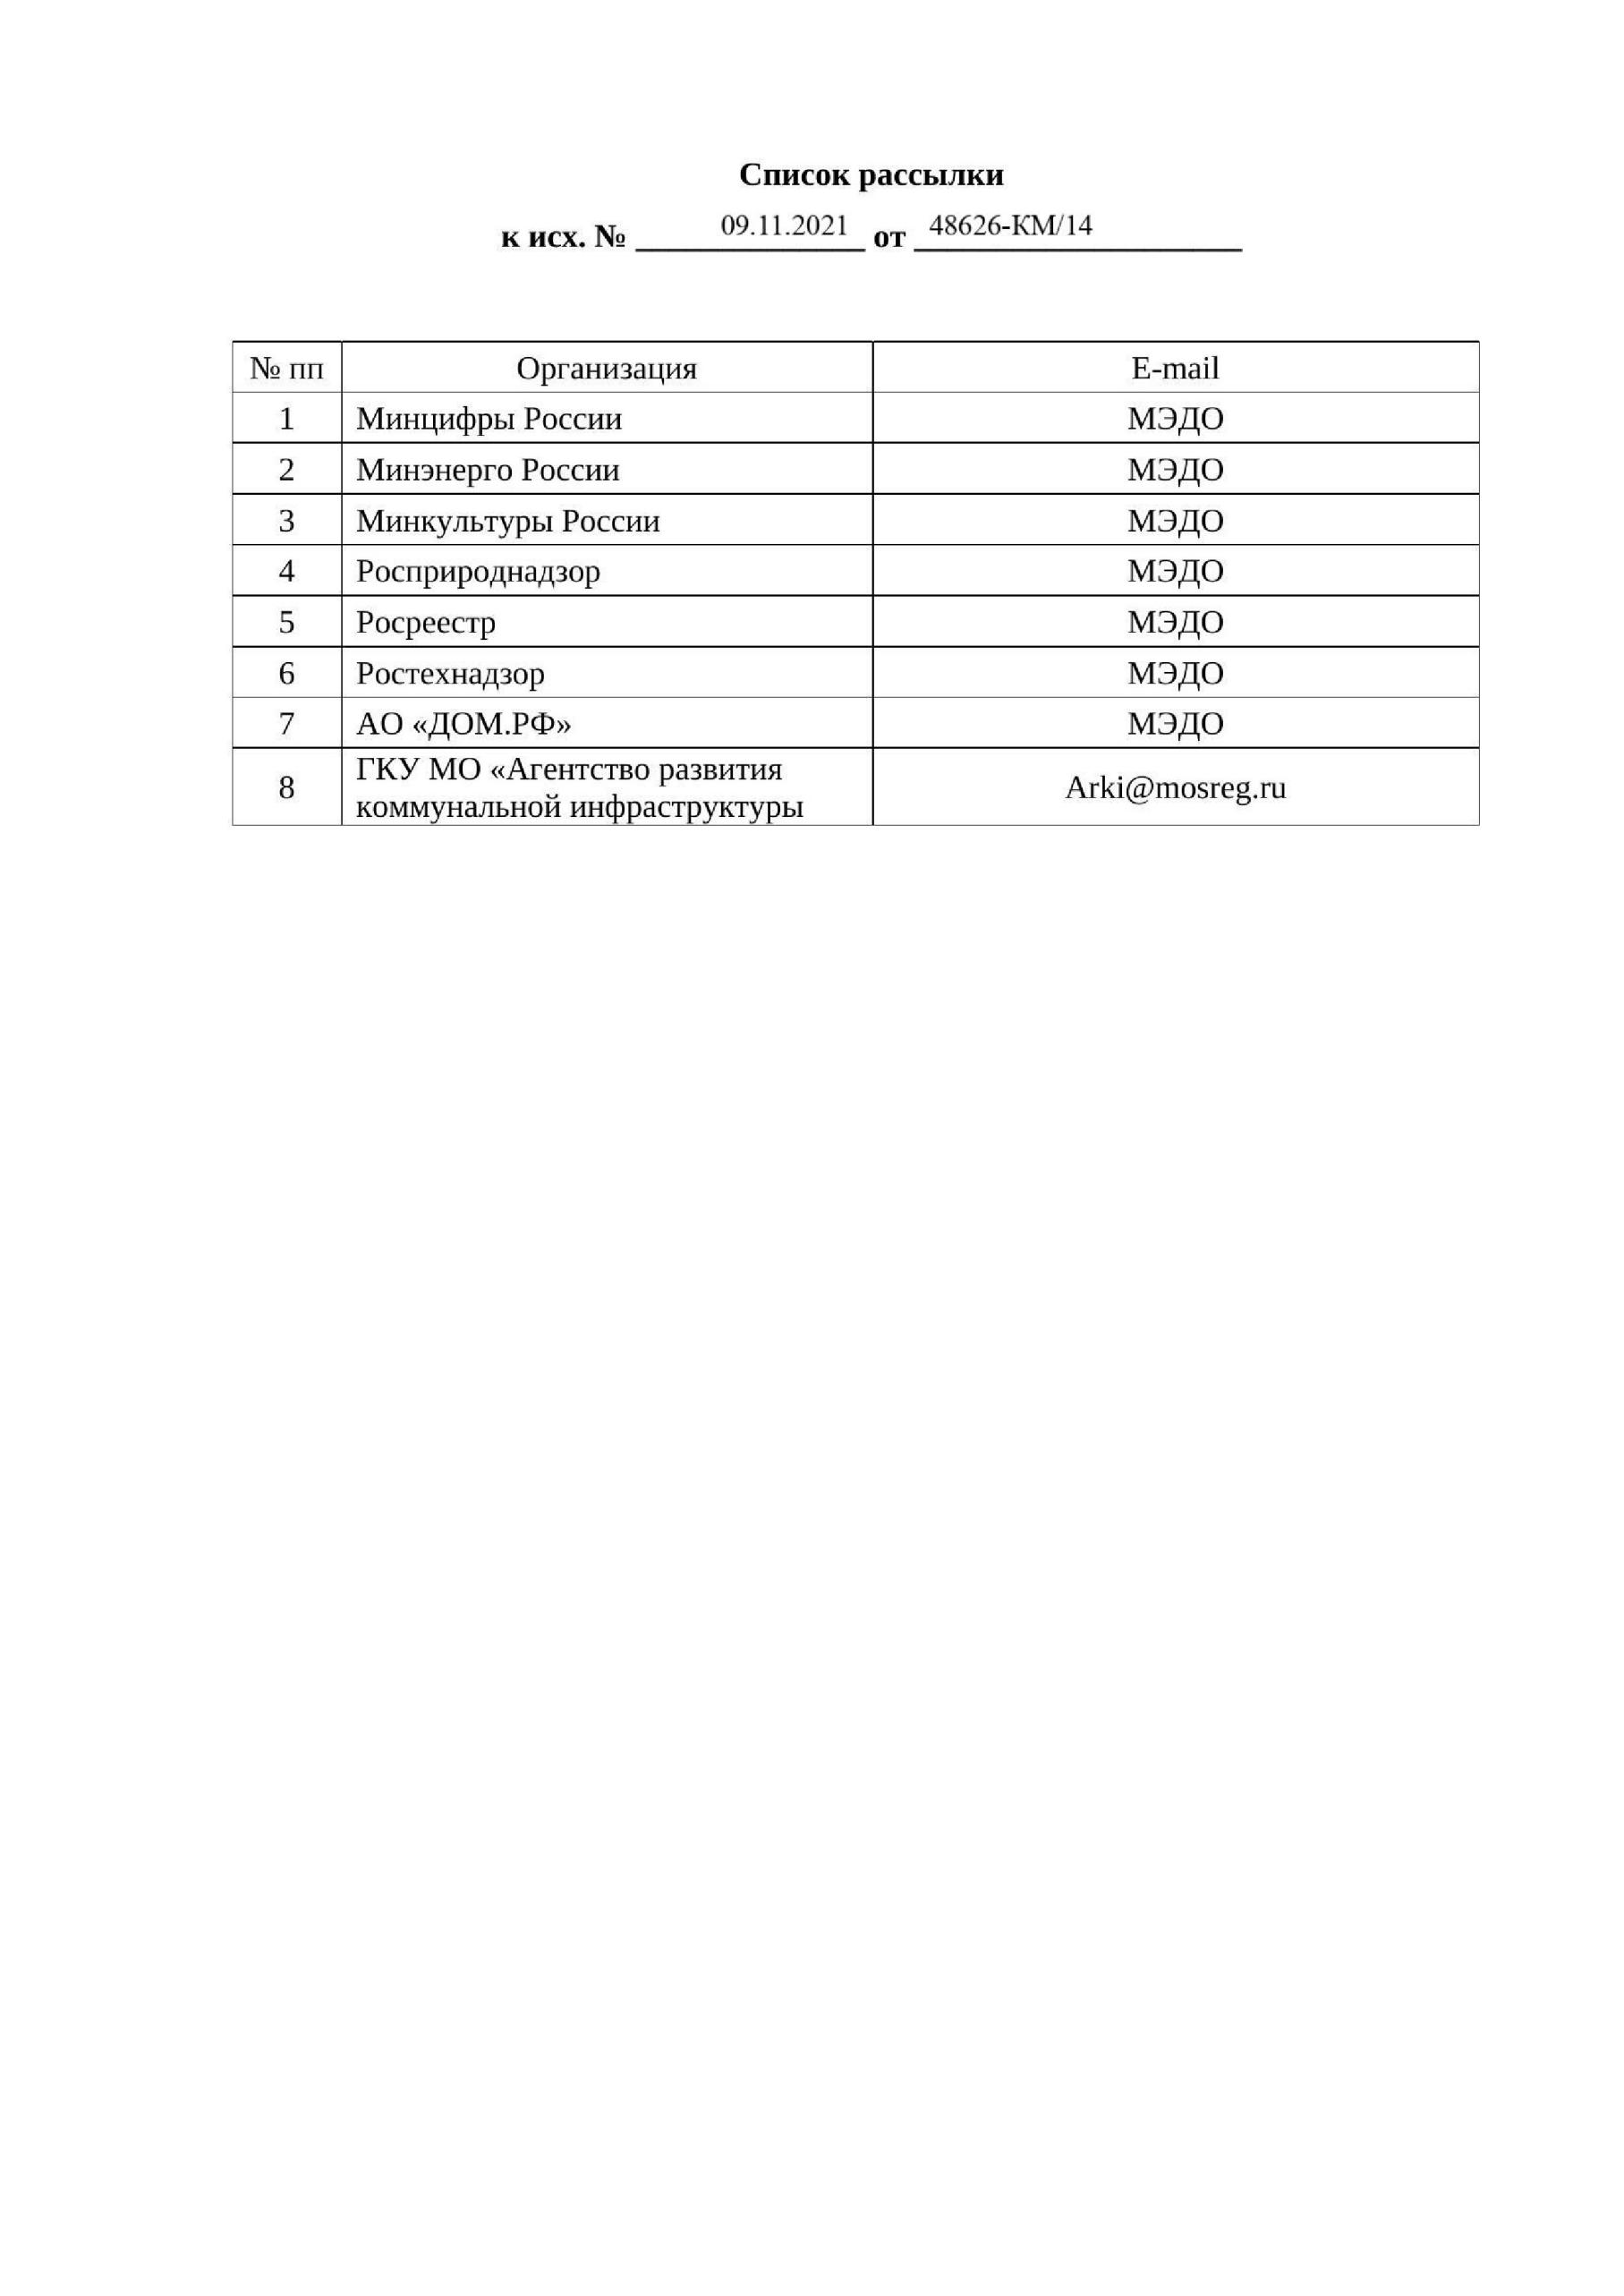 Список рассылки
к исх. № 09.11.2021 от 48626-КМ/14
№ пп Организация E-mail
1 Минцифры России МЭДО
2 Минэнерго России МЭДО
3 Минкультуры России МЭДО
4 Росприроднадзор МЭДО
5 Росреестр МЭДО
6 Ростехнадзор МЭДО
7 АО «ДОМ.РФ» МЭДО
8 ГКУ МО «Агентство развития
коммунальной инфраструктуры Arki@mosreg.ru